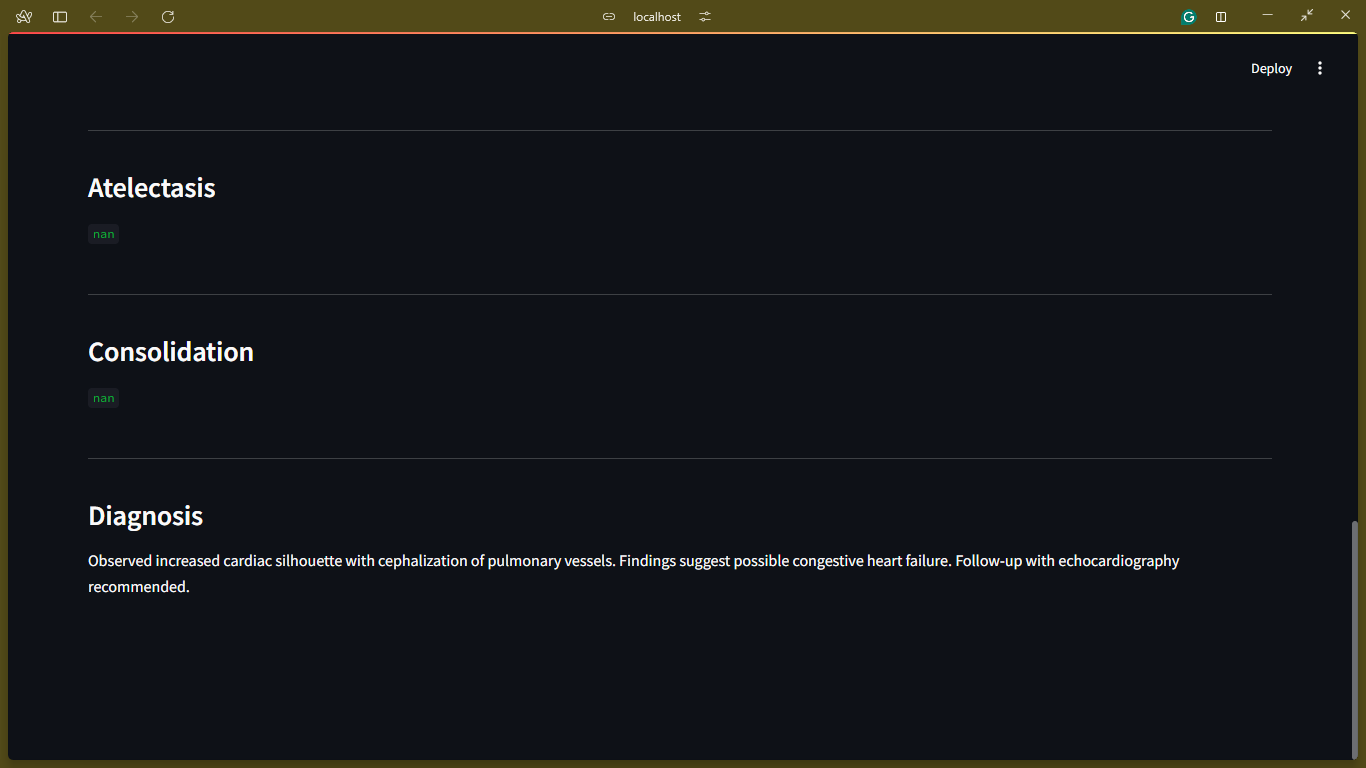 localhost
G
Deploy
Atelectasis
nan
Consolidation
nan
Diagnosis
Observed increased cardiac silhouette with cephalization of pulmonary vessels. Findings suggest possible congestive heart failure. Follow-up with echocardiography
recommended.